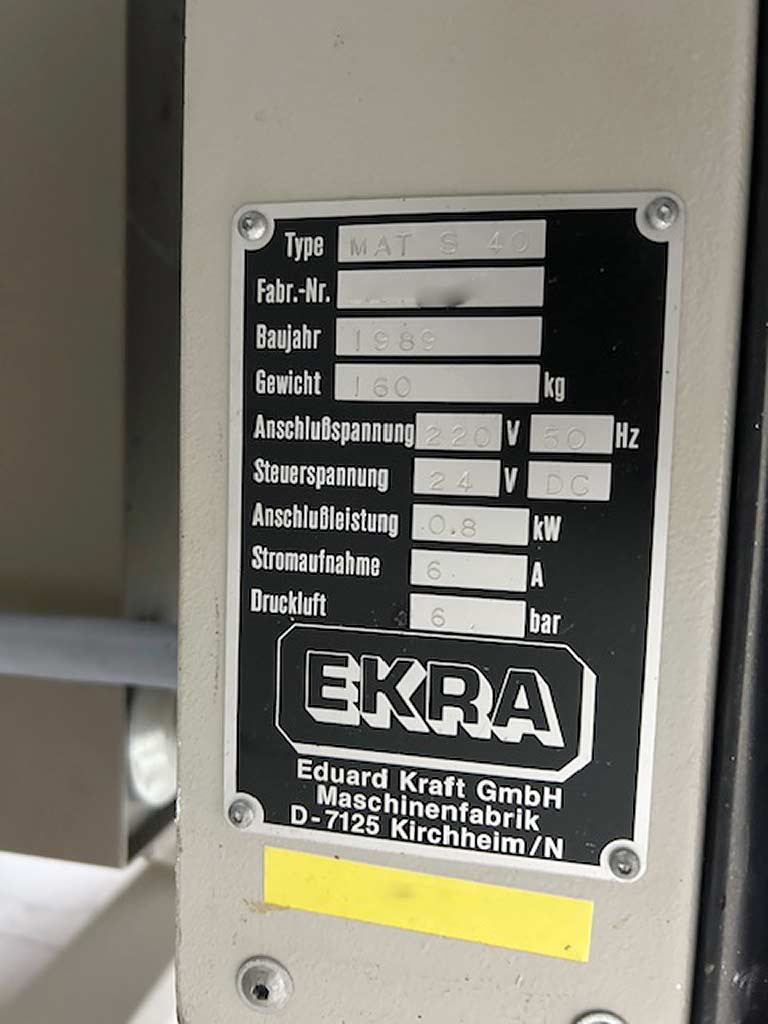 Type MAT S 40
Fabr.-Nr.
Baujahr 1989
Gewicht 160 kg
Anschlußspannung 220 V 50 Hz
Steuerspannung 24 V DC
Anschlußleistung 0.8 kW
Stromaufnahme 6. A
Druckluft 6 bar
EKRA
Eduard Kraft GmbH
Maschinenfabrik
D-7125 Kirchheim/N